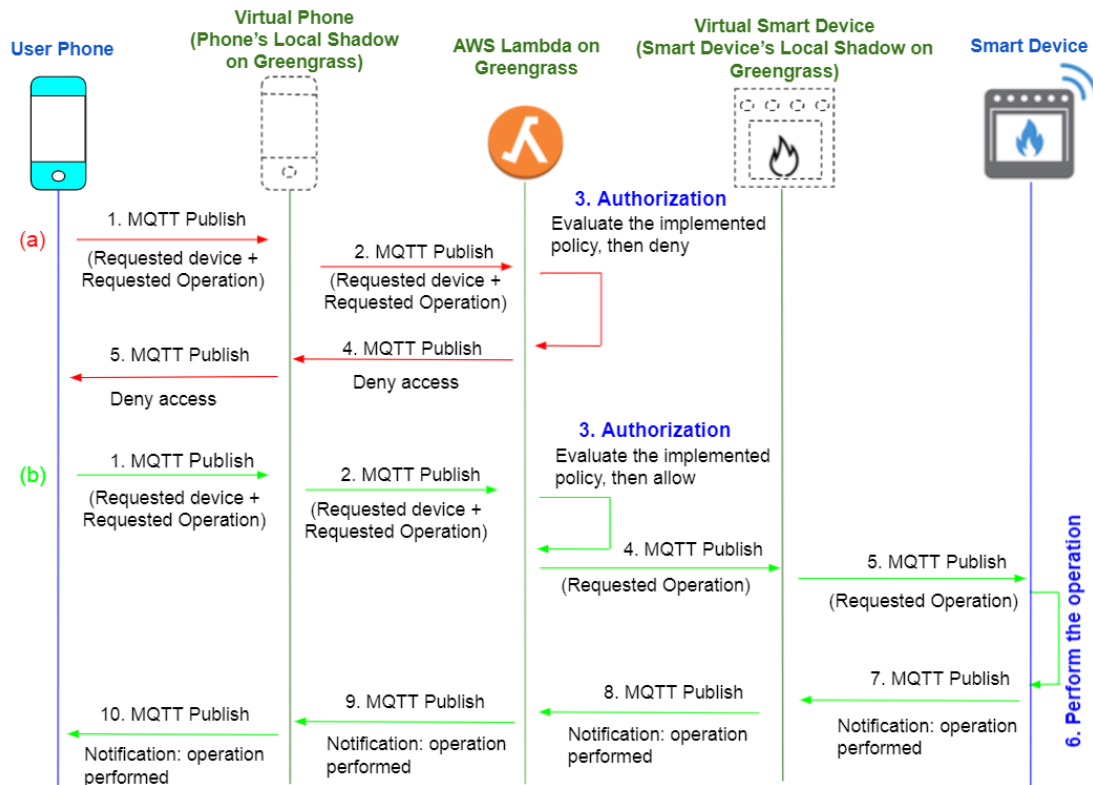 User Phone
Virtual Phone
(Phone's Local Shadow
on Greengrass)
AWS Lambda on
Greengrass
Virtual Smart Device
(Smart Device's Local Shadow on
Greengrass)
Smart Device
(a)
1. MQTT Publish
(Requested device +
Requested Operation)
2. MQTT Publish
(Requested device +
Requested Operation)
3. Authorization
Evaluate the implemented
policy, then deny
4. MQTT Publish
Deny access
5. MQTT Publish
Deny access
(b)
1. MQTT Publish
(Requested device +
Requested Operation)
2. MQTT Publish
(Requested device +
Requested Operation)
3. Authorization
Evaluate the implemented
policy, then allow
4. MQTT Publish
(Requested Operation)
5. MQTT Publish
(Requested Operation)
6. Perform the operation
7. MQTT Publish
Notification: operation
performed
8. MQTT Publish
Notification: operation
performed
9. MQTT Publish
Notification: operation
performed
10. MQTT Publish
Notification: operation
performed